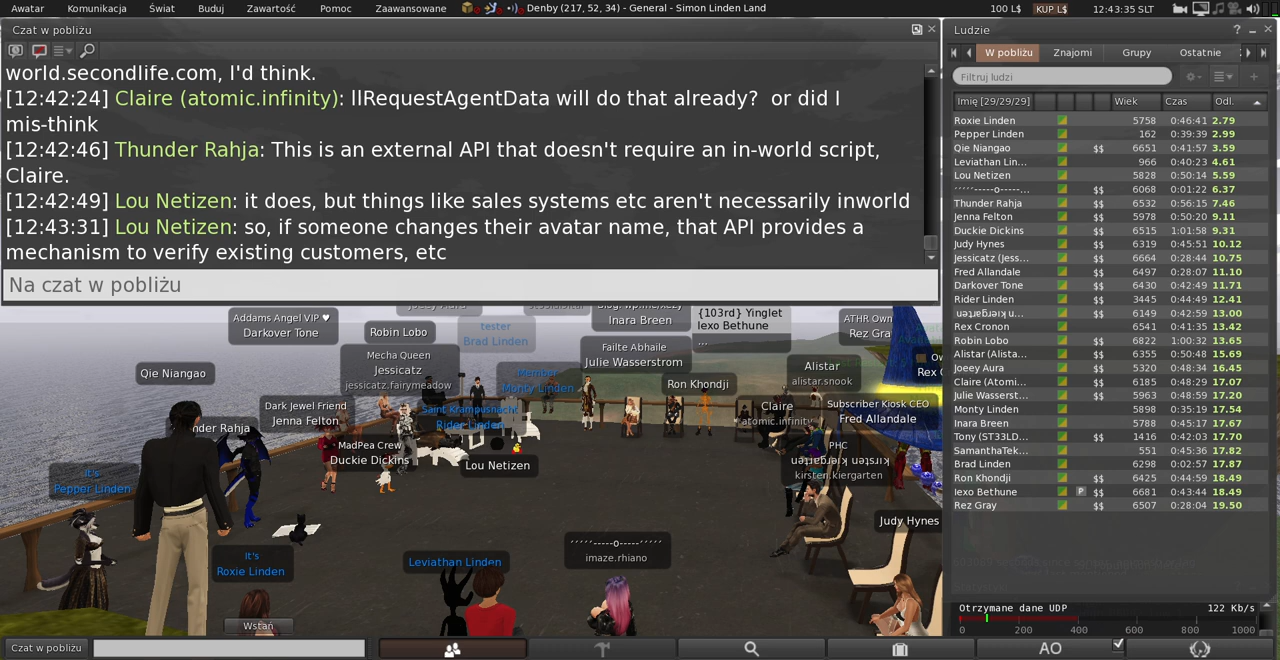 Awatar Komunikacja Świat Buduj Zawartość Pomoc Zaawansowane Denby (217, 52, 34) - General - Simon Linden Land 100 L$ KUP L$ 12:43:35 SLT
Czat w pobliżu
world.secondlife.com, I'd think.
[12:42:24] Claire (atomic.infinity): llRequestAgentData will do that already?  or did I
mis-think
[12:42:46] Thunder Rahja: This is an external API that doesn't require an in-world script,
Claire.
[12:42:49] Lou Netizen: it does, but things like sales systems etc aren't necessarily inworld
[12:43:31] Lou Netizen: so, if someone changes their avatar name, that API provides a
mechanism to verify existing customers, etc
Na czat w pobliżu
Addams Angel VIP ♥
Darkover Tone
Robin Lobo
tester
Brad Linden
Inara Breen
{103rd} Yinglet
Iexo Bethune
...
ATHR Own
Rez Gra
Failte Abhaile
Julie Wasserstrom
Mecha Queen
Jessicatz
jessicatz.fairymeadow
Qie Niangao
Member
Monty Linden
Ron Khondji
Alistar
alistar.snook
Ow
Rex C
Dark Jewel Friend
Jenna Felton
Saint Krampusnacht
Rider Linden
Claire
atomic.infinity
Subscriber Kiosk CEO
Fred Allandale
nder Rahja
MadPea Crew
Duckie Dickins
Lou Netizen
PHC
kirsten.kiergarten
It's
Pepper Linden
Judy Hynes
It's
Roxie Linden
Leviathan Linden
´´´´´-----o-----´´´´´
imaze.rhiano
Wstań
Czat w pobliżu
Ludzie
W pobliżu Znajomi Grupy Ostatnie
Filtruj ludzi
Imię [29/29/29] Wiek Czas Odl.
Roxie Linden 5758 0:46:41 2.79
Pepper Linden 162 0:39:39 2.99
Qie Niangao $$ 6651 0:41:57 3.59
Leviathan Lin... 966 0:40:23 4.61
Lou Netizen 5828 0:50:14 5.59
´´´´´-----o-----... $$ 6068 0:01:22 6.37
Thunder Rahja $$ 6532 0:56:15 7.46
Jenna Felton $$ 5978 0:50:20 9.11
Duckie Dickins $$ 6515 1:01:58 9.31
Judy Hynes $$ 6319 0:45:51 10.12
Jessicatz (Jess... $$ 6664 0:28:44 10.75
Fred Allandale $$ 6497 0:28:07 11.10
Darkover Tone $$ 6430 0:42:49 11.71
Rider Linden $$ 3445 0:44:49 12.41
$$ 6149 0:42:59 13.00
Rex Cronon 6541 0:41:35 13.42
Robin Lobo $$ 6822 1:00:32 13.65
Alistar (Alista... $$ 6355 0:50:48 15.69
Joeey Aura $$ 5320 0:48:34 16.45
Claire (Atomi... $$ 6185 0:48:29 17.07
Julie Wasserst... $$ 5963 0:48:59 17.20
Monty Linden 5898 0:35:19 17.54
Inara Breen 5788 0:45:17 17.67
Tony (ST33LD... $$ 1416 0:42:03 17.70
SamanthaTek... 551 0:45:36 17.82
Brad Linden 6298 0:02:57 17.87
Ron Khondji $$ 6425 0:44:59 18.49
Iexo Bethune P $$ 6681 0:43:44 18.49
Rez Gray $$ 6507 0:28:04 19.50
Otrzymane dane UDP 122 Kb/s
0 200 400 600 800 1000
AO